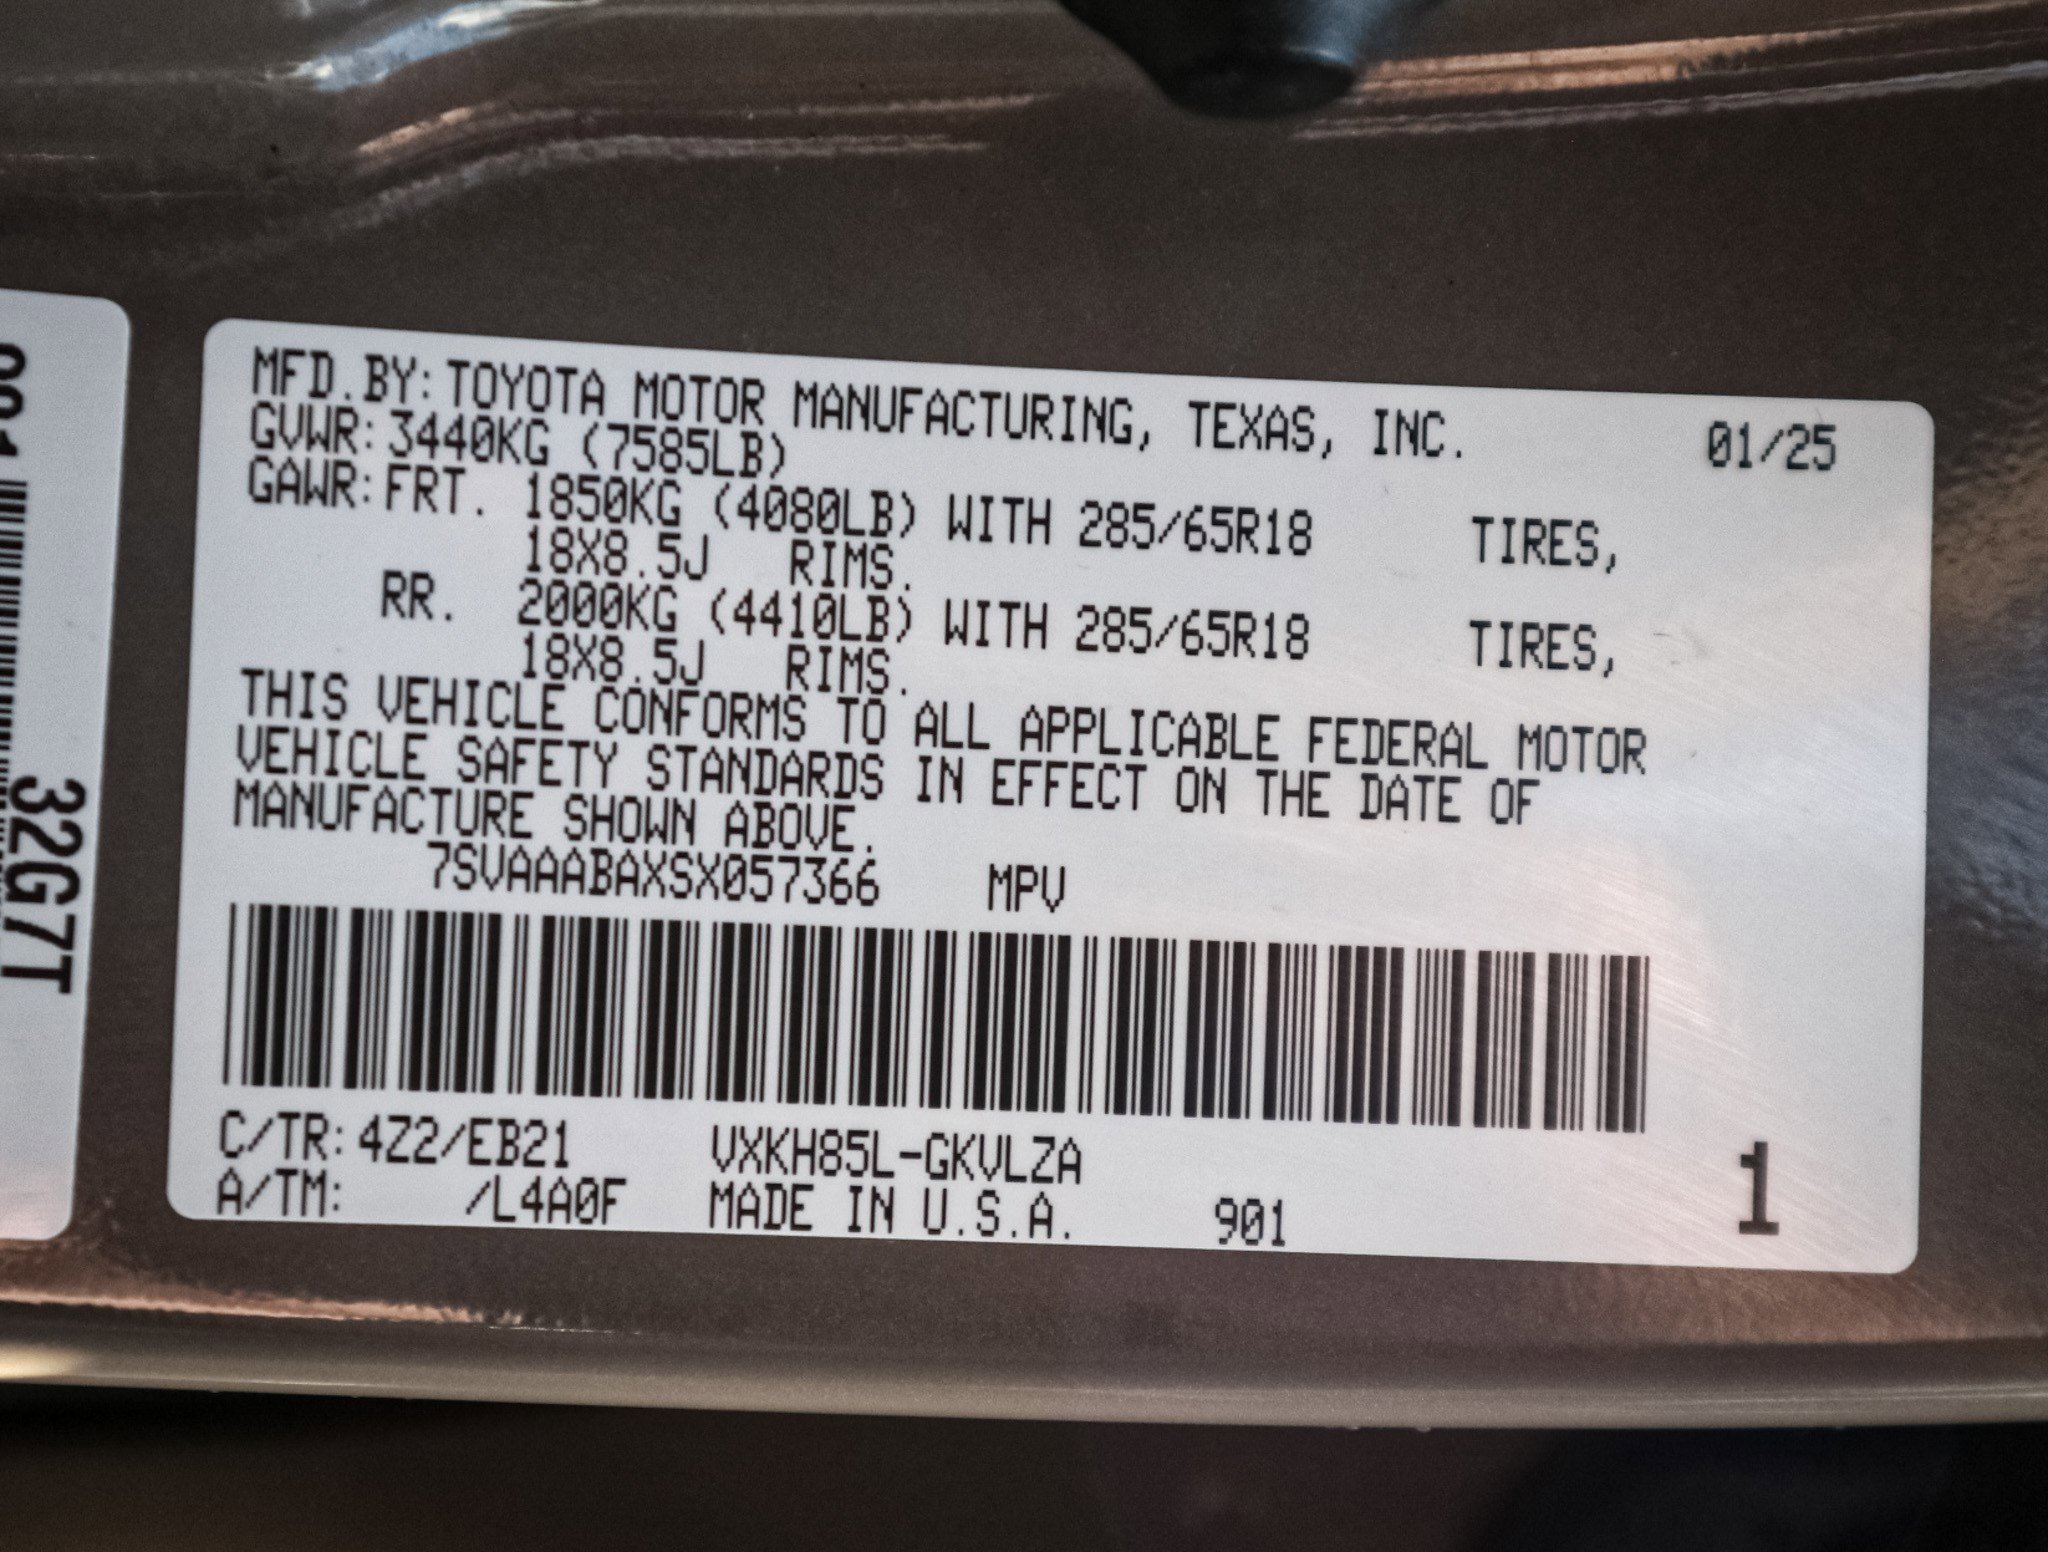 MFD.BY: TOYOTA MOTOR MANUFACTURING, TEXAS, INC. 01/25
GVWR: 3440KG (7585LB)
GAWR: FRT. 1850KG (4080LB) WITH 285/65R18 TIRES,
18X8.5J RIMS.
RR. 2000KG (4410LB) WITH 285/65R18 TIRES,
18X8.5J RIMS.
THIS VEHICLE CONFORMS TO ALL APPLICABLE FEDERAL MOTOR
VEHICLE SAFETY STANDARDS IN EFFECT ON THE DATE OF
MANUFACTURE SHOWN ABOVE.
7SVAAABAXSX057366 MPV
C/TR: 4Z2/EB21 VXKH85L-GKVLZA
A/TM: /L4A0F MADE IN U.S.A. 901 1
32G7T